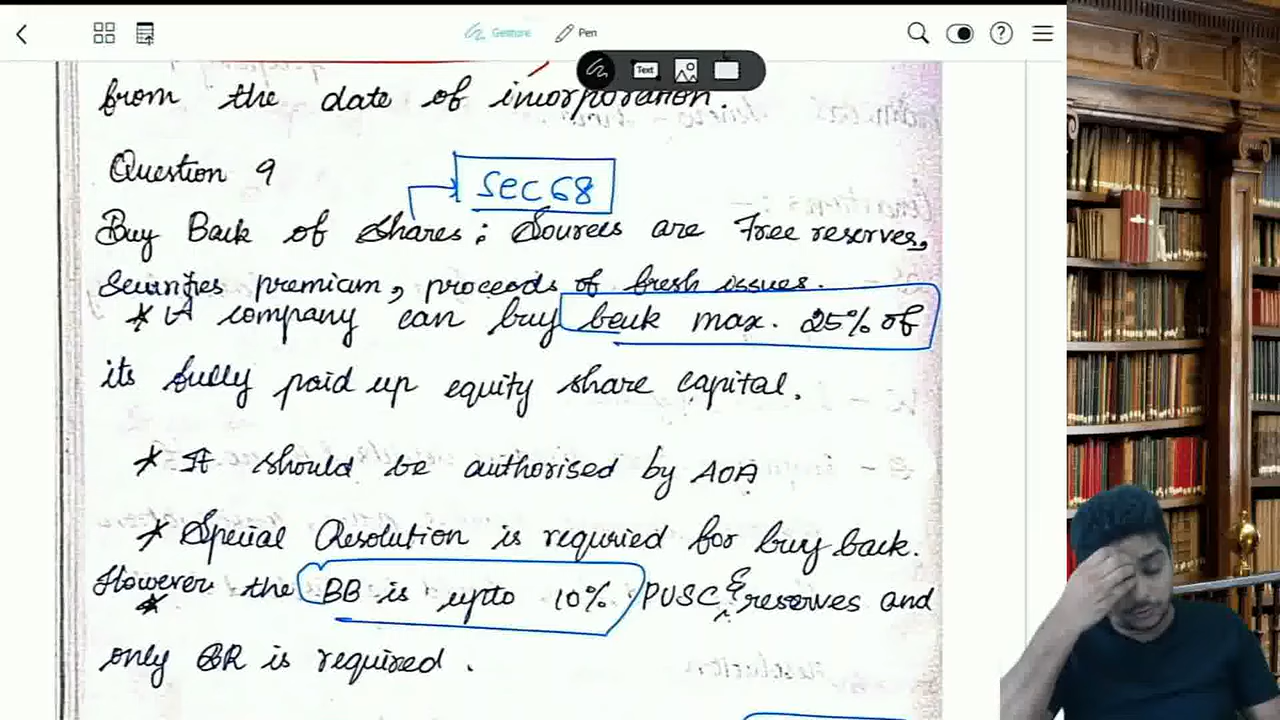 Gesture Pen
Text
from the date of incorporation.
Question 9
Sec 68
Buy Back of Shares: Sources are Free reserves,
Securities premium, proceeds of fresh issues.
* A company can buy back max. 25% of
its fully paid up equity share capital.
* It should be authorised by AOA
* Special Resolution is requried for buy back.
However the BB is upto 10% PUSC & reserves and
* only BR is required.